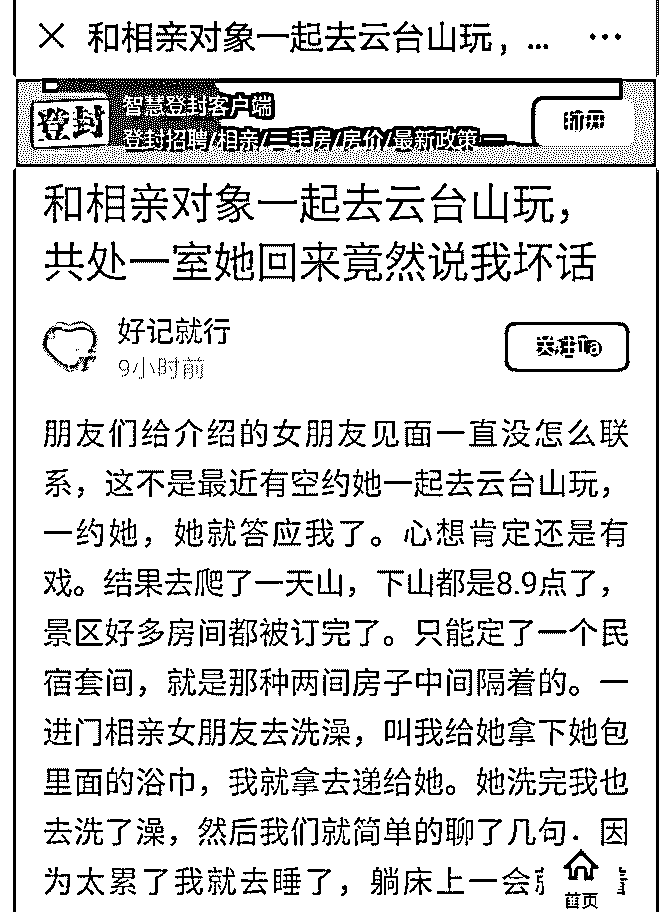 和相亲对象一起去云台山玩，...
登封
智慧登封客户端
登封招聘/相亲/二手房/房价/最新政策
和相亲对象一起去云台山玩，
共处一室她回来竟然说我坏话
好记就行
关注Ta
9小时前
朋友们给介绍的女朋友见面一直没怎么联
系，这不是最近有空约她一起去云台山玩，
一约她，她就答应我了。心想肯定还是有
戏。结果去爬了一天山，下山都是8.9点了，
景区好多房间都被订完了。只能定了一个民
宿套间，就是那种两间房子中间隔着的。一
进门相亲女朋友去洗澡，叫我给她拿下她包
里面的浴巾，我就拿去递给她。她洗完我也
去洗了澡，然后我们就简单的聊了几句．因
为太累了我就去睡了，躺床上一会
首页